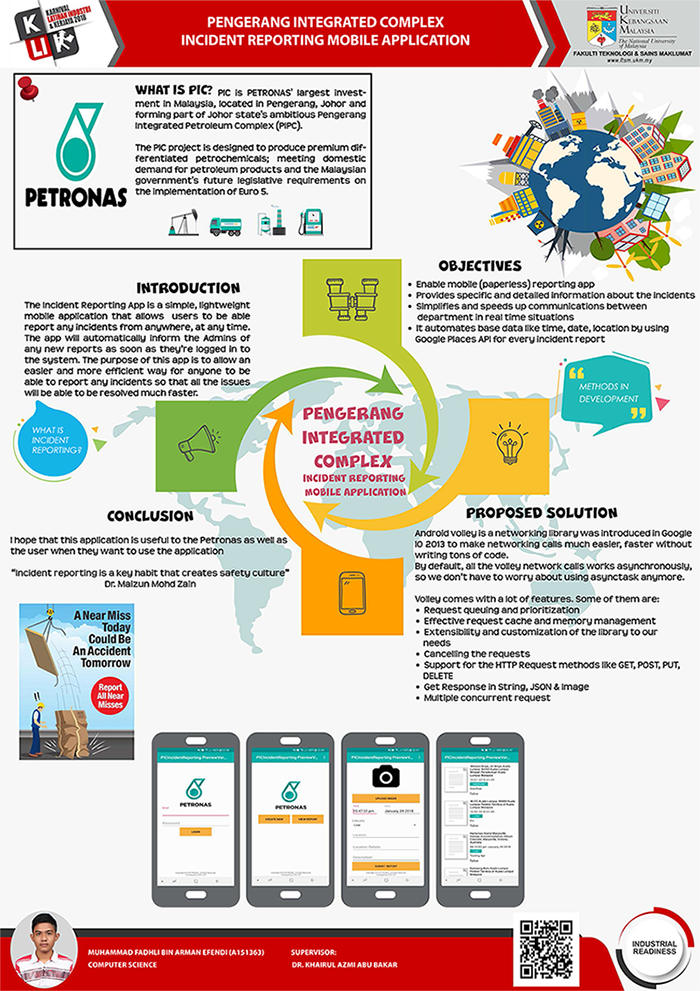 KARNIVAL
LATIHAN INDUSTRI
& KERJAYA 2018
KLIK
PENGERANG INTEGRATED COMPLEX
INCIDENT REPORTING MOBILE APPLICATION
UNIVERSITI
KEBANGSAAN
MALAYSIA
The National University
of Malaysia
FAKULTI TEKNOLOGI & SAINS MAKLUMAT
www.ftsm.ukm.my
PETRONAS
WHAT IS PIC? PIC is PETRONAS' largest invest-
ment in Malaysia, located in Pengerang, Johor and
forming part of Johor state's ambitious Pengerang
Integrated Petroleum Complex (PIPC).
The PIC project is designed to produce premium dif-
ferentiated petrochemicals; meeting domestic
demand for petroleum products and the Malaysian
government's future legislative requirements on
the implementation of Euro 5.
INTRODUCTION
The Incident Reporting App is a simple, lightweight
mobile application that allows users to be able
report any incidents from anywhere, at any time.
The app will automatically inform the Admins of
any new reports as soon as they're logged in to
the system. The purpose of this app is to allow an
easier and more efficient way for anyone to be
able to report any incidents so that all the issues
will be able to be resolved much faster.
OBJECTIVES
• Enable mobile (paperless) reporting app
• Provides specific and detailed information about the incidents
• Simplifies and speeds up communications between
department in real time situations
• It automates base data like time, date, location by using
Google Places API for every incident report
WHAT IS
INCIDENT
REPORTING?
METHODS IN
DEVELOPMENT
PENGERANG
INTEGRATED
COMPLEX
INCIDENT REPORTING
MOBILE APPLICATION
CONCLUSION
I hope that this application is useful to the Petronas as well as
the user when they want to use the application
"Incident reporting is a key habit that creates safety culture"
Dr. Maizun Mohd Zain
PROPOSED SOLUTION
Android volley is a networking library was introduced in Google
IO 2013 to make networking calls much easier, faster without
writing tons of code.
By default, all the volley network calls works asynchronously,
so we don't have to worry about using asynctask anymore.
Volley comes with a lot of features. Some of them are:
• Request queuing and prioritization
• Effective request cache and memory management
• Extensibility and customization of the library to our
needs
• Cancelling the requests
• Support for the HTTP Request methods like GET, POST, PUT,
DELETE
• Get Response in String, JSON & Image
• Multiple concurrent request
A Near Miss
Today
Could Be
An Accident
Tomorrow
Report
All Near
Misses
PETRONAS
LOGIN
PETRONAS
CREATE NEW
VIEW REPORT
UPLOAD IMAGE
January, 09 2018
Location
Location Details
Description
SUBMIT REPORT
MUHAMMAD FADHLI BIN ARMAN EFENDI (A151363)
COMPUTER SCIENCE
SUPERVISOR:
DR. KHAIRUL AZMI ABU BAKAR
INDUSTRIAL
READINESS